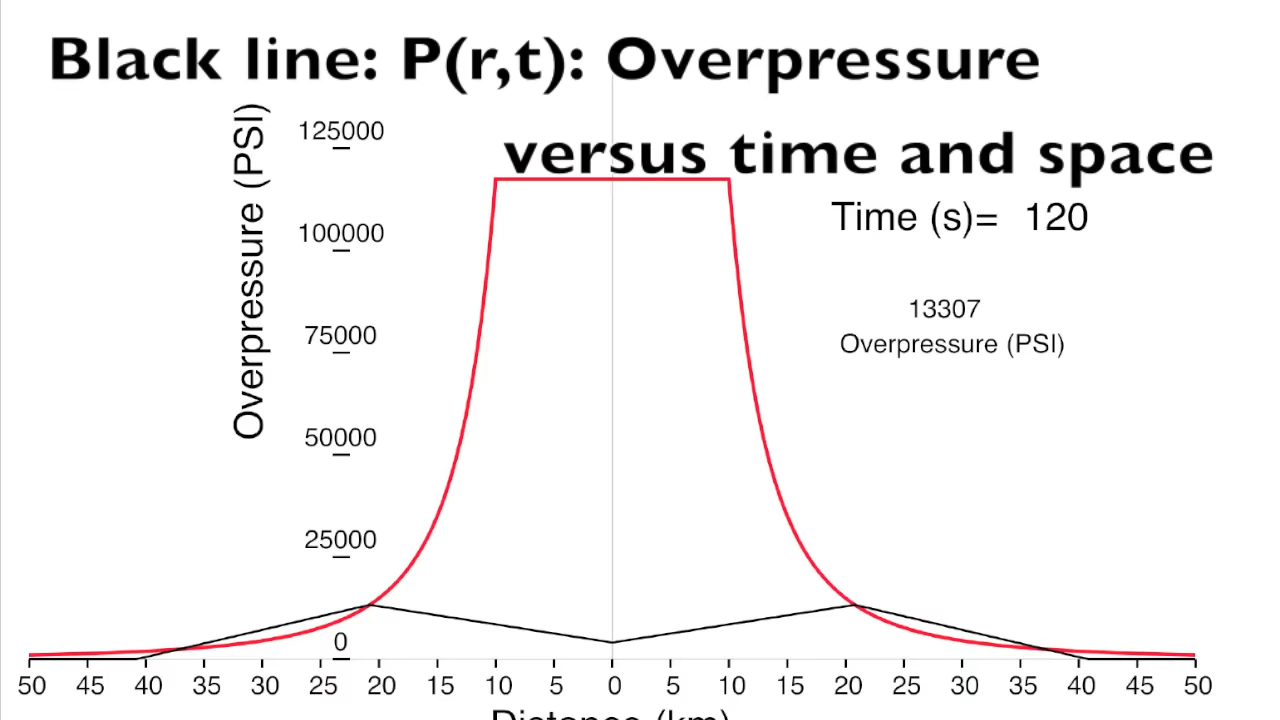 Black line: P(r,t): Overpressure
versus time and space
Overpressure (PSI)
125000
100000
75000
50000
25000
0
Time (s)= 120
13307
Overpressure (PSI)
50 45 40 35 30 25 20 15 10 5 0 5 10 15 20 25 30 35 40 45 50
Distance (km)